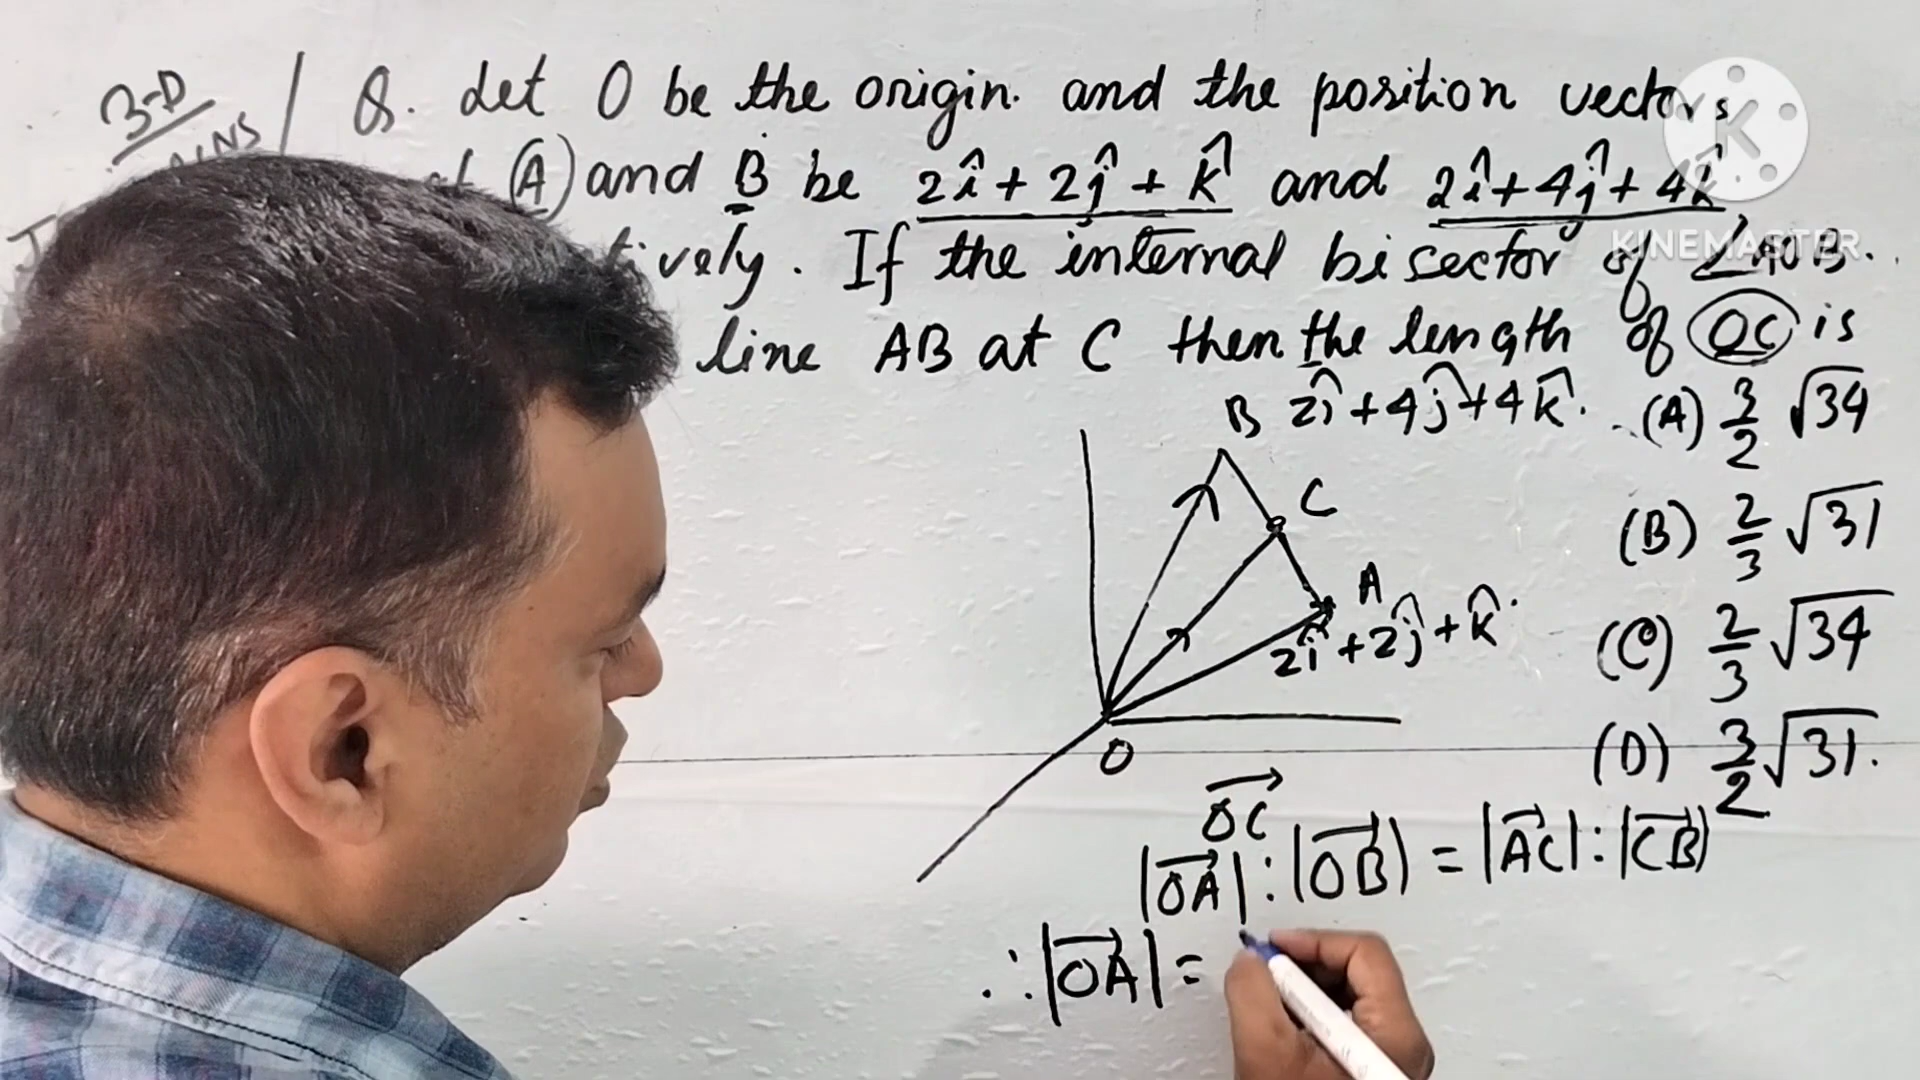 3-D
Q. Let O be the origin. and the position vectors
(A) and B be 2î + 2ĵ + k̂ and 2î + 4ĵ + 4k̂.
KINEMASTER
If the internal bisector of ∠AOB.
line AB at C then the length of OC is
B 2î + 4ĵ + 4k̂.
(A) 3/2 √34
C
(B) 2/3 √31
A
2î + 2ĵ + k̂.
(C) 2/3 √34
O
(D) 3/2 √31.
→OC
|→OA| : |→OB| = |→AC| : |→CB|
∴ |→OA| =